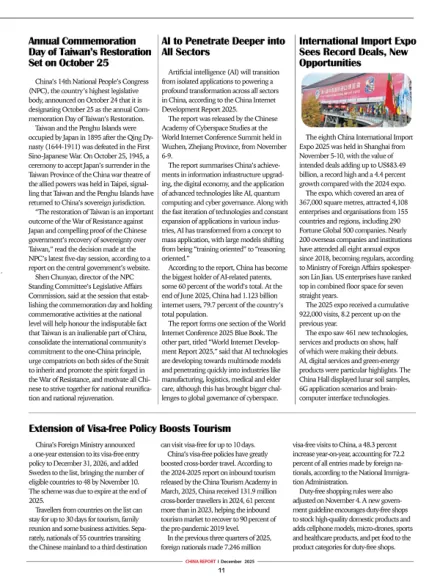 Annual Commemoration
Day of Taiwan's Restoration
Set on October 25
China's 14th National People's Congress
(NPC), the country's highest legislative
body, announced on October 24 that it is
designating October 25 as the annual Com-
memoration Day of Taiwan's Restoration.
Taiwan and the Penghu Islands were
occupied by Japan in 1895 after the Qing Dy-
nasty (1644-1911) was defeated in the First
Sino-Japanese War. On October 25, 1945, a
ceremony to accept Japan's surrender in the
Taiwan Province of the China war theatre of
the allied powers was held in Taipei, signal-
ling that Taiwan and the Penghu Islands have
returned to China's sovereign jurisdiction.
"The restoration of Taiwan is an important
outcome of the War of Resistance against
Japan and compelling proof of the Chinese
government's recovery of sovereignty over
Taiwan," read the decision made at the
NPC's latest five-day session, according to a
report on the central government's website.
Shen Chunyao, director of the NPC
Standing Committee's Legislative Affairs
Commission, said at the session that estab-
lishing the commemoration day and holding
commemorative activities at the national
level will help honour the indisputable fact
that Taiwan is an inalienable part of China,
consolidate the international community's
commitment to the one-China principle,
urge compatriots on both sides of the Strait
to inherit and promote the spirit forged in
the War of Resistance, and motivate all Chi-
nese to strive together for national reunifica-
tion and national rejuvenation.
AI to Penetrate Deeper into
All Sectors
Artificial intelligence (AI) will transition
from isolated applications to powering a
profound transformation across all sectors
in China, according to the China Internet
Development Report 2025.
The report was released by the Chinese
Academy of Cyberspace Studies at the
World Internet Conference Summit held in
Wuzhen, Zhejiang Province, from November
6-9.
The report summarises China's achieve-
ments in information infrastructure upgrad-
ing, the digital economy, and the application
of advanced technologies like AI, quantum
computing and cyber governance. Along with
the fast iteration of technologies and constant
expansion of applications in various indus-
tries, AI has transformed from a concept to
mass application, with large models shifting
from being "training oriented" to "reasoning
oriented."
According to the report, China has become
the biggest holder of AI-related patents,
some 60 percent of the world's total. At the
end of June 2025, China had 1.123 billion
internet users, 79.7 percent of the country's
total population.
The report forms one section of the World
Internet Conference 2025 Blue Book. The
other part, titled "World Internet Develop-
ment Report 2025," said that AI technologies
are developing towards multimode models
and penetrating quickly into industries like
manufacturing, logistics, medical and elder
care, although this has brought bigger chal-
lenges to global governance of cyberspace.
International Import Expo
Sees Record Deals, New
Opportunities
The eighth China International Import
Expo 2025 was held in Shanghai from
November 5-10, with the value of
intended deals adding up to US$83.49
billion, a record high and a 4.4 percent
growth compared with the 2024 expo.
The expo, which covered an area of
367,000 square metres, attracted 4,108
enterprises and organisations from 155
countries and regions, including 290
Fortune Global 500 companies. Nearly
200 overseas companies and institutions
have attended all eight annual expos
since 2018, becoming regulars, according
to Ministry of Foreign Affairs spokesper-
son Lin Jian. US enterprises have ranked
top in combined floor space for seven
straight years.
The 2025 expo received a cumulative
922,000 visits, 8.2 percent up on the
previous year.
The expo saw 461 new technologies,
services and products on show, half
of which were making their debuts.
AI, digital services and green-energy
products were particular highlights. The
China Hall displayed lunar soil samples,
6G application scenarios and brain-
computer interface technologies.
Extension of Visa-free Policy Boosts Tourism
China's Foreign Ministry announced
a one-year extension to its visa-free entry
policy to December 31, 2026, and added
Sweden to the list, bringing the number of
eligible countries to 48 by November 10.
The scheme was due to expire at the end of
2025.
Travellers from countries on the list can
stay for up to 30 days for tourism, family
reunion and some business activities. Sepa-
rately, nationals of 55 countries transiting
the Chinese mainland to a third destination
can visit visa-free for up to 10 days.
China's visa-free policies have greatly
boosted cross-border travel. According to
the 2024-2025 report on inbound tourism
released by the China Tourism Academy in
March, 2025, China received 131.9 million
cross-border travellers in 2024, 61 percent
more than in 2023, helping the inbound
tourism market to recover to 90 percent of
the pre-pandemic 2019 level.
In the previous three quarters of 2025,
foreign nationals made 7.246 million
visa-free visits to China, a 48.3 percent
increase year-on-year, accounting for 72.2
percent of all entries made by foreign na-
tionals, according to the National Immigra-
tion Administration.
Duty-free shopping rules were also
adjusted on November 4. A new govern-
ment guideline encourages duty-free shops
to stock high-quality domestic products and
adds cellphones, micro-drones, sports
and healthcare products, and pet food to the
product categories for duty-free shops.
CHINA REPORT I December 2025
11